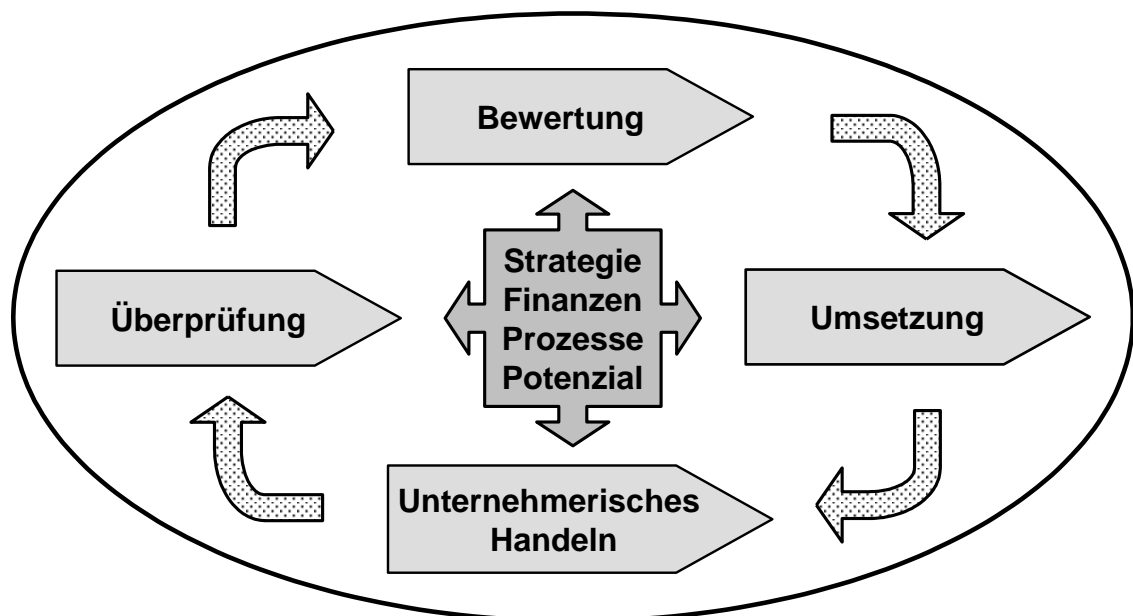 Bewertung
Strategie
Finanzen
Prozesse
Potenzial
Überprüfung
Umsetzung
Unternehmerisches
Handeln